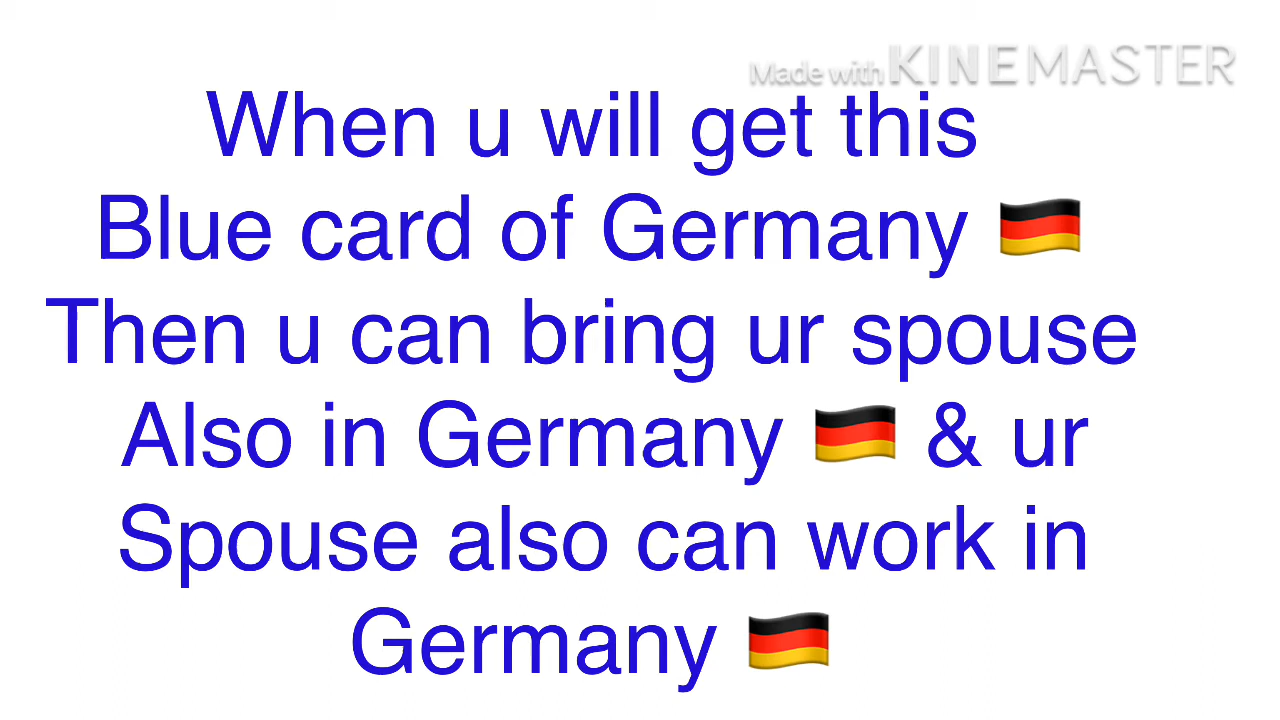 Made with KINEMASTER
When u will get this
Blue card of Germany 🇩🇪
Then u can bring ur spouse
Also in Germany 🇩🇪 & ur
Spouse also can work in
Germany 🇩🇪